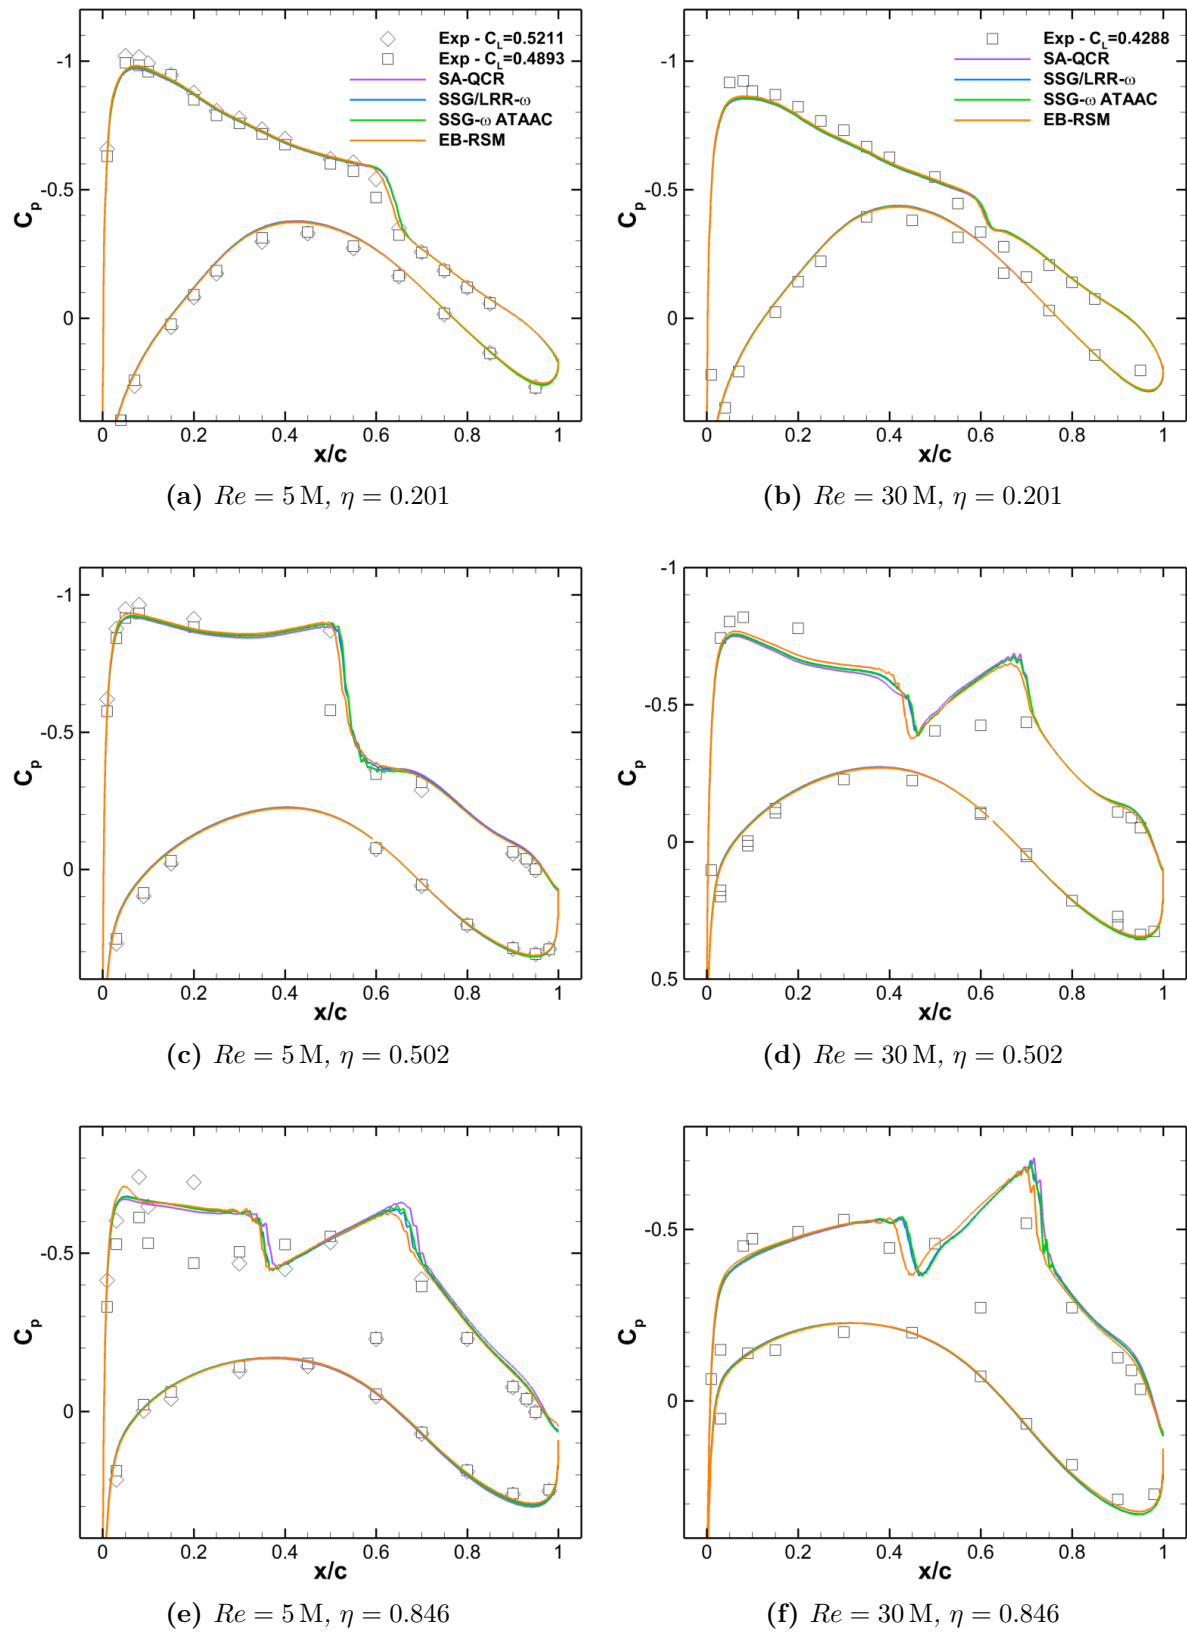 Exp - C_L=0.5211
Exp - C_L=0.4893
SA-QCR
SSG/LRR-ω
SSG-ω ATAAC
EB-RSM
-1
-0.5
0
C_p
0 0.2 0.4 0.6 0.8 1
x/c
(a) Re = 5 M, η = 0.201
Exp - C_L=0.4288
SA-QCR
SSG/LRR-ω
SSG-ω ATAAC
EB-RSM
-1
-0.5
0
C_p
0 0.2 0.4 0.6 0.8 1
x/c
(b) Re = 30 M, η = 0.201
-1
-0.5
0
C_p
0 0.2 0.4 0.6 0.8 1
x/c
(c) Re = 5 M, η = 0.502
-1
-0.5
0
0.5
C_p
0 0.2 0.4 0.6 0.8 1
x/c
(d) Re = 30 M, η = 0.502
-0.5
0
C_p
0 0.2 0.4 0.6 0.8 1
x/c
(e) Re = 5 M, η = 0.846
-0.5
0
C_p
0 0.2 0.4 0.6 0.8 1
x/c
(f) Re = 30 M, η = 0.846